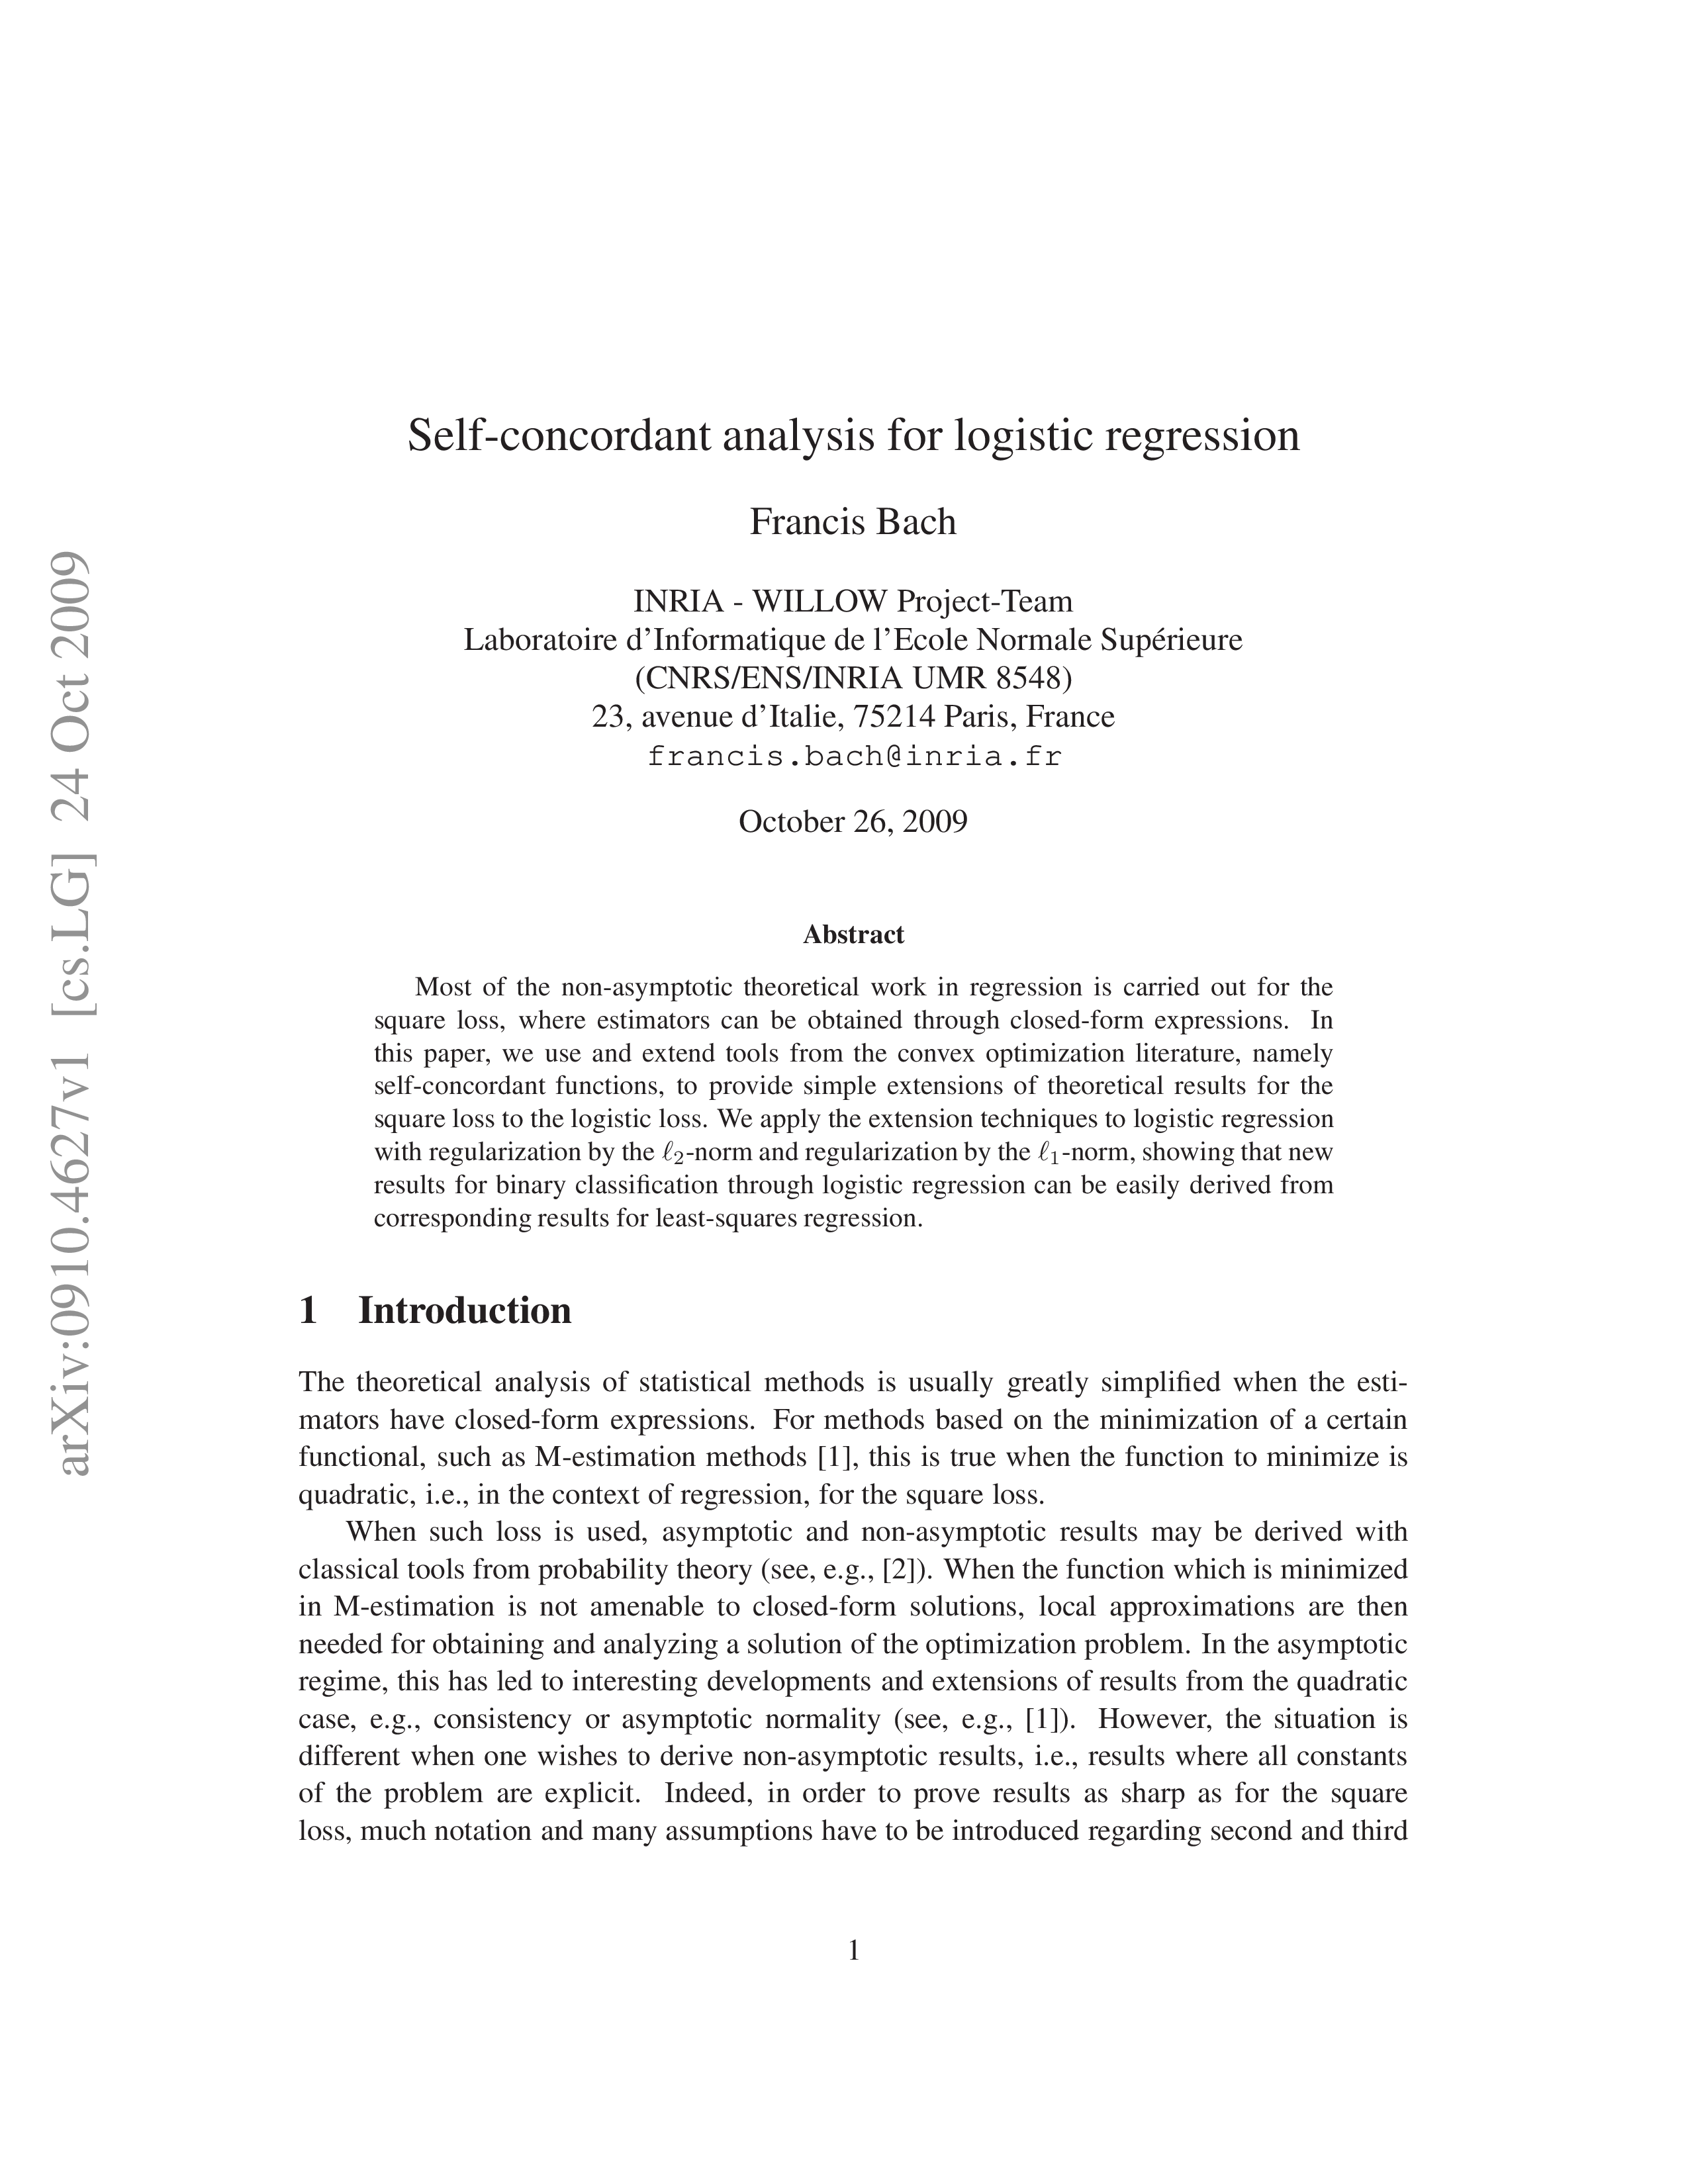 arXiv:0910.4627v1 [cs.LG] 24 Oct 2009
Self-concordant analysis for logistic regression
Francis Bach
INRIA - WILLOW Project-Team
Laboratoire d'Informatique de l'Ecole Normale Supérieure
(CNRS/ENS/INRIA UMR 8548)
23, avenue d'Italie, 75214 Paris, France
francis.bach@inria.fr
October 26, 2009
Abstract
Most of the non-asymptotic theoretical work in regression is carried out for the
square loss, where estimators can be obtained through closed-form expressions. In
this paper, we use and extend tools from the convex optimization literature, namely
self-concordant functions, to provide simple extensions of theoretical results for the
square loss to the logistic loss. We apply the extension techniques to logistic regression
with regularization by the ℓ₂-norm and regularization by the ℓ₁-norm, showing that new
results for binary classification through logistic regression can be easily derived from
corresponding results for least-squares regression.
1 Introduction
The theoretical analysis of statistical methods is usually greatly simplified when the esti-
mators have closed-form expressions. For methods based on the minimization of a certain
functional, such as M-estimation methods [1], this is true when the function to minimize is
quadratic, i.e., in the context of regression, for the square loss.
When such loss is used, asymptotic and non-asymptotic results may be derived with
classical tools from probability theory (see, e.g., [2]). When the function which is minimized
in M-estimation is not amenable to closed-form solutions, local approximations are then
needed for obtaining and analyzing a solution of the optimization problem. In the asymptotic
regime, this has led to interesting developments and extensions of results from the quadratic
case, e.g., consistency or asymptotic normality (see, e.g., [1]). However, the situation is
different when one wishes to derive non-asymptotic results, i.e., results where all constants
of the problem are explicit. Indeed, in order to prove results as sharp as for the square
loss, much notation and many assumptions have to be introduced regarding second and third
1